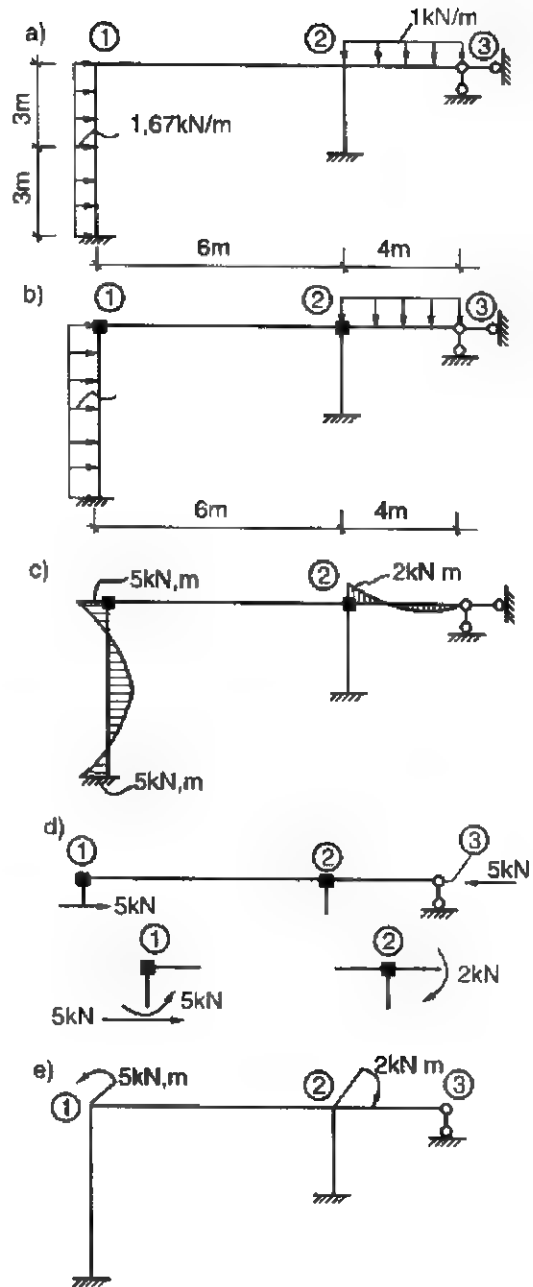 a)
①
②
1kN/m
③
3m
1,67kN/m
3m
6m
4m
b)
①
②
③
6m
4m
c)
5kN,m
②
2kN m
5kN,m
d)
①
②
③
5kN
5kN
①
②
5kN
5kN
2kN
e)
5kN,m
①
②
2kN m
③